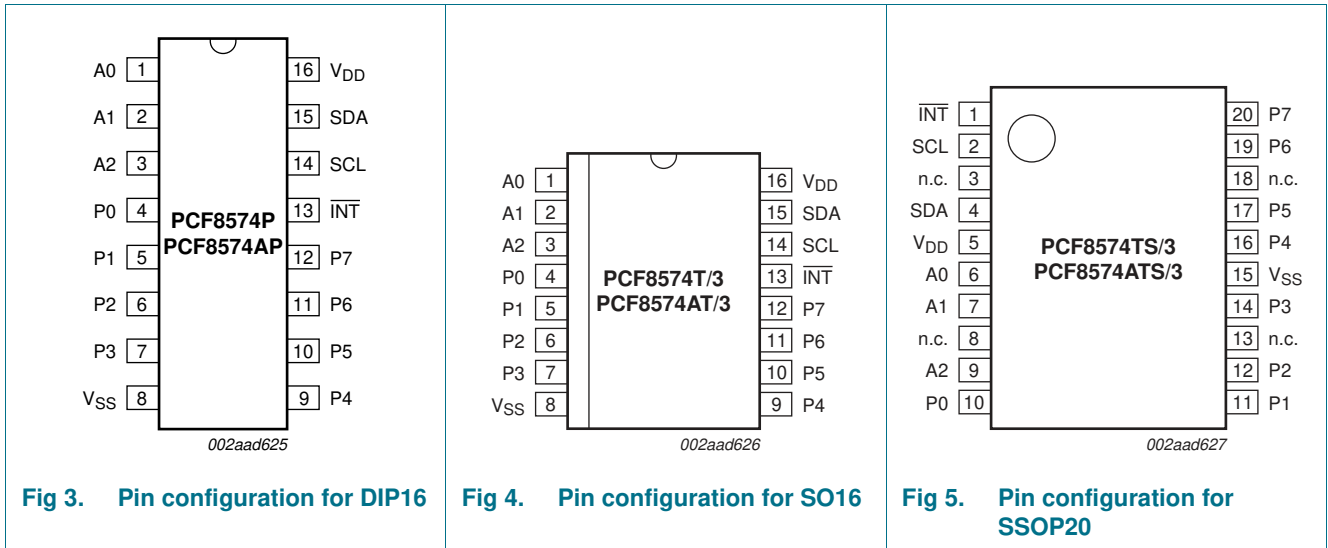 A0 1 16 VDD
A1 2 15 SDA
A2 3 14 SCL
P0 4 13 INT
P1 5 12 P7
P2 6 11 P6
P3 7 10 P5
VSS 8 9 P4
PCF8574P
PCF8574AP
002aad625
Fig 3. Pin configuration for DIP16
A0 1 16 VDD
A1 2 15 SDA
A2 3 14 SCL
P0 4 13 INT
P1 5 12 P7
P2 6 11 P6
P3 7 10 P5
VSS 8 9 P4
PCF8574T/3
PCF8574AT/3
002aad626
Fig 4. Pin configuration for SO16
INT 1 20 P7
SCL 2 19 P6
n.c. 3 18 n.c.
SDA 4 17 P5
VDD 5 16 P4
A0 6 15 VSS
A1 7 14 P3
n.c. 8 13 n.c.
A2 9 12 P2
P0 10 11 P1
PCF8574TS/3
PCF8574ATS/3
002aad627
Fig 5. Pin configuration for
SSOP20